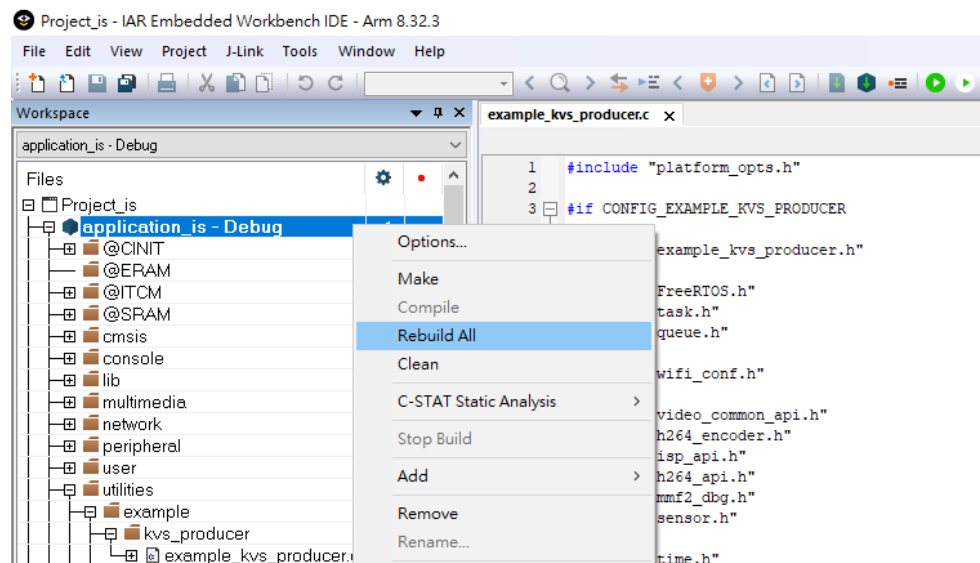 Project_is - IAR Embedded Workbench IDE - Arm 8.32.3
File Edit View Project J-Link Tools Window Help
Workspace
application_is - Debug
Files
Project_is
application_is - Debug
@CINIT
@ERAM
@ITCM
@SRAM
cmsis
console
lib
multimedia
network
peripheral
user
utilities
example
kvs_producer
example_kvs_producer.
Options...
Make
Compile
Rebuild All
Clean
C-STAT Static Analysis
Stop Build
Add
Remove
Rename...
example_kvs_producer.c
1 #include "platform_opts.h"
2
3 #if CONFIG_EXAMPLE_KVS_PRODUCER
example_kvs_producer.h"
FreeRTOS.h"
task.h"
queue.h"
wifi_conf.h"
video_common_api.h"
h264_encoder.h"
isp_api.h"
h264_api.h"
mmf2_dbg.h"
sensor.h"
time.h"